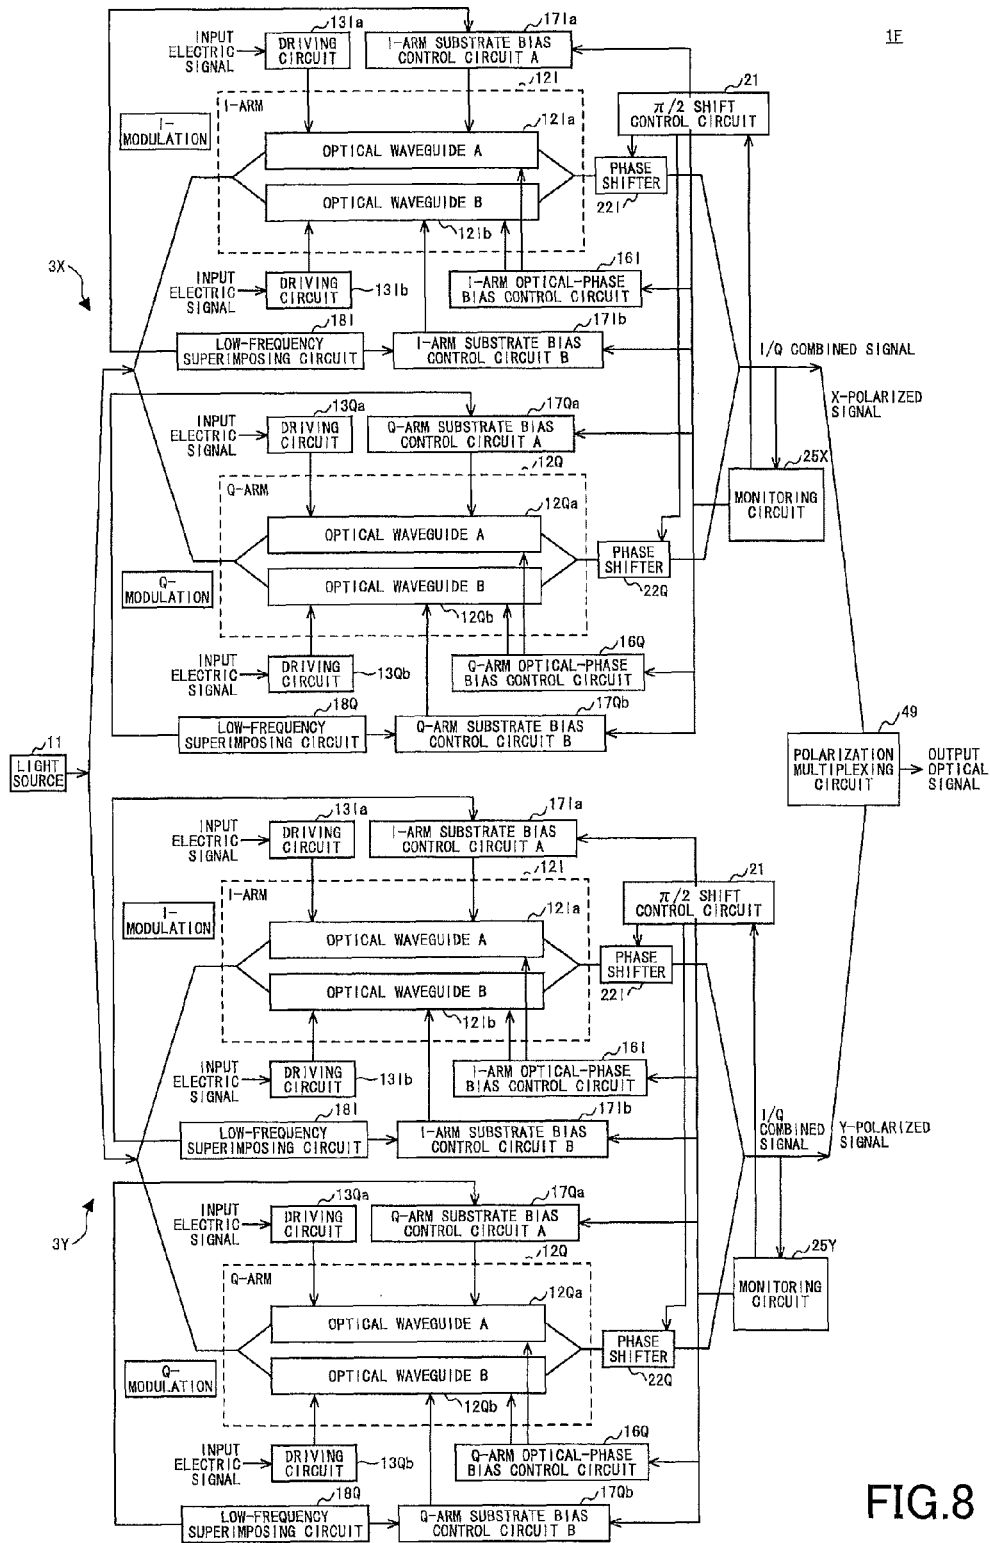 1F
INPUT
ELECTRIC
SIGNAL
DRIVING
CIRCUIT
13Ia
I-ARM SUBSTRATE BIAS
CONTROL CIRCUIT A
17Ia
12I
21
π/2 SHIFT
CONTROL CIRCUIT
I-ARM
I-
MODULATION
12Ia
OPTICAL WAVEGUIDE A
PHASE
SHIFTER
22I
OPTICAL WAVEGUIDE B
12Ib
3X
INPUT
ELECTRIC
SIGNAL
DRIVING
CIRCUIT
13Ib
16I
I-ARM OPTICAL-PHASE
BIAS CONTROL CIRCUIT
18I
LOW-FREQUENCY
SUPERIMPOSING CIRCUIT
17Ib
I-ARM SUBSTRATE BIAS
CONTROL CIRCUIT B
I/Q COMBINED SIGNAL
X-POLARIZED
SIGNAL
INPUT
ELECTRIC
SIGNAL
13Qa
DRIVING
CIRCUIT
17Qa
Q-ARM SUBSTRATE BIAS
CONTROL CIRCUIT A
12Q
25X
MONITORING
CIRCUIT
Q-ARM
12Qa
OPTICAL WAVEGUIDE A
PHASE
SHIFTER
22Q
Q-
MODULATION
OPTICAL WAVEGUIDE B
12Qb
INPUT
ELECTRIC
SIGNAL
DRIVING
CIRCUIT
13Qb
16Q
Q-ARM OPTICAL-PHASE
BIAS CONTROL CIRCUIT
18Q
LOW-FREQUENCY
SUPERIMPOSING CIRCUIT
17Qb
Q-ARM SUBSTRATE BIAS
CONTROL CIRCUIT B
11
LIGHT
SOURCE
49
POLARIZATION
MULTIPLEXING
CIRCUIT
OUTPUT
OPTICAL
SIGNAL
INPUT
ELECTRIC
SIGNAL
13Ia
DRIVING
CIRCUIT
17Ia
I-ARM SUBSTRATE BIAS
CONTROL CIRCUIT A
12I
21
π/2 SHIFT
CONTROL CIRCUIT
I-ARM
I-
MODULATION
12Ia
OPTICAL WAVEGUIDE A
PHASE
SHIFTER
22I
OPTICAL WAVEGUIDE B
12Ib
INPUT
ELECTRIC
SIGNAL
DRIVING
CIRCUIT
13Ib
16I
I-ARM OPTICAL-PHASE
BIAS CONTROL CIRCUIT
18I
LOW-FREQUENCY
SUPERIMPOSING CIRCUIT
17Ib
I-ARM SUBSTRATE BIAS
CONTROL CIRCUIT B
I/Q
COMBINED
SIGNAL
Y-POLARIZED
SIGNAL
3Y
INPUT
ELECTRIC
SIGNAL
13Qa
DRIVING
CIRCUIT
17Qa
Q-ARM SUBSTRATE BIAS
CONTROL CIRCUIT A
12Q
25Y
MONITORING
CIRCUIT
Q-ARM
12Qa
OPTICAL WAVEGUIDE A
PHASE
SHIFTER
22Q
Q-
MODULATION
OPTICAL WAVEGUIDE B
12Qb
INPUT
ELECTRIC
SIGNAL
DRIVING
CIRCUIT
13Qb
16Q
Q-ARM OPTICAL-PHASE
BIAS CONTROL CIRCUIT
18Q
LOW-FREQUENCY
SUPERIMPOSING CIRCUIT
17Qb
Q-ARM SUBSTRATE BIAS
CONTROL CIRCUIT B
FIG.8